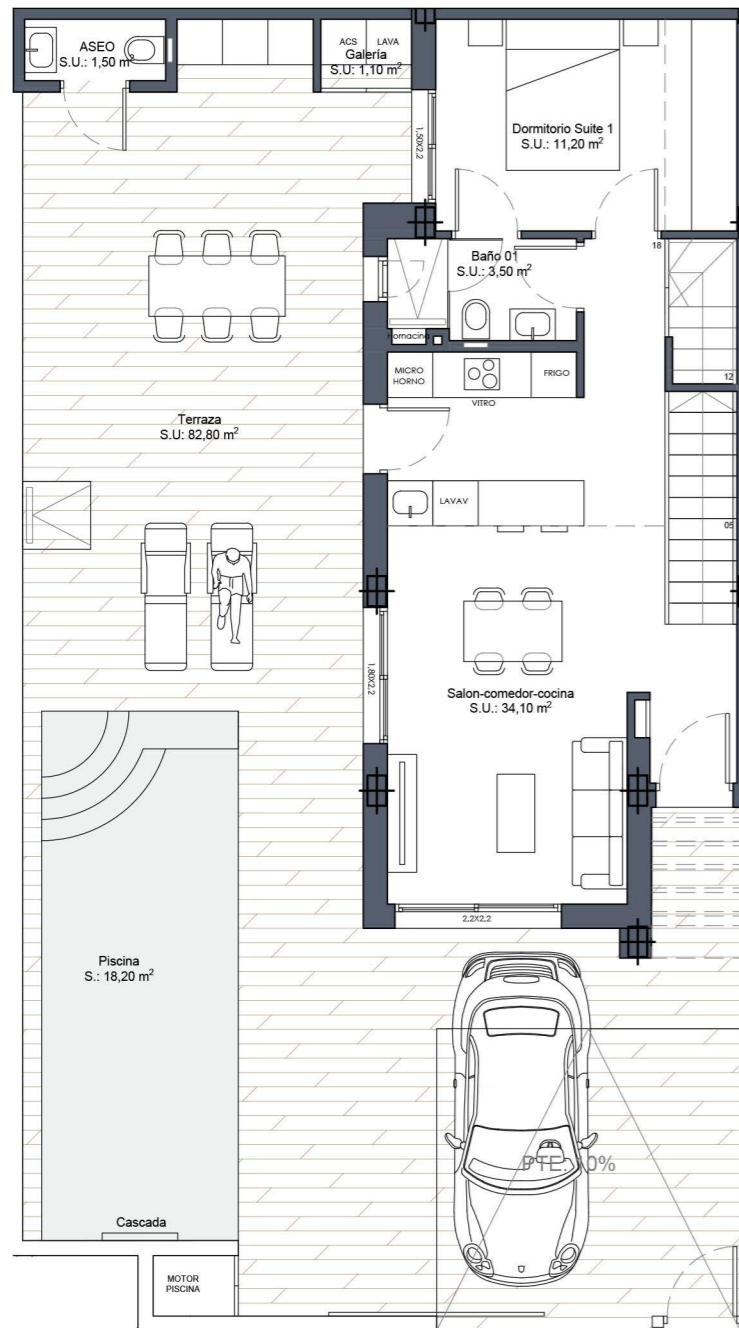 ASEO
S.U.: 1,50 m²
ACS LAVA
Galería
S.U: 1,10 m²
1,50X2,2
Dormitorio Suite 1
S.U.: 11,20 m²
Baño 01
S.U.: 3,50 m²
18
Hornacina
MICRO
HORNO
FRIGO
VITRO
12
Terraza
S.U: 82,80 m²
LAVAV
05
1,80X2,2
Salon-comedor-cocina
S.U.: 34,10 m²
2,2X2,2
Piscina
S.: 18,20 m²
PTE: 10%
Cascada
MOTOR
PISCINA